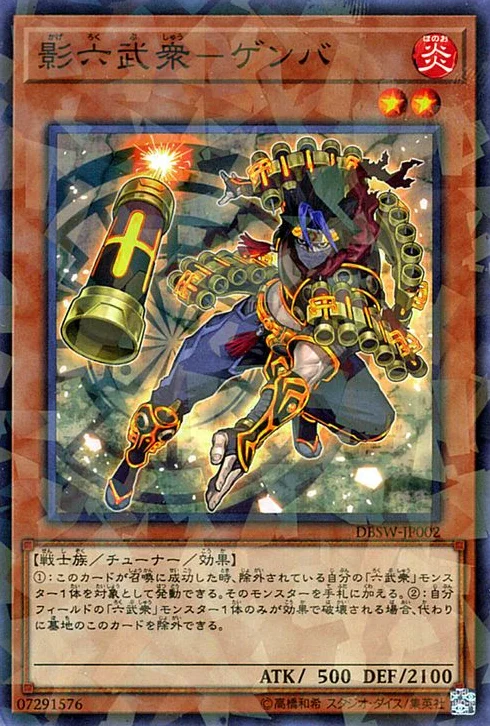 影六武衆－ゲンバ
炎
DBSW-JP002
【戦士族／チューナー／効果】
①：このカードが召喚に成功した時、除外されている自分の「六武衆」モンス
ター１体を対象として発動できる。そのモンスターを手札に加える。②：自分
フィールドの「六武衆」モンスター１体のみが効果で破壊される場合、代わり
に墓地のこのカードを除外できる。
ATK/ 500 DEF/2100
07291576
©高橋和希 スタジオ・ダイス/集英社